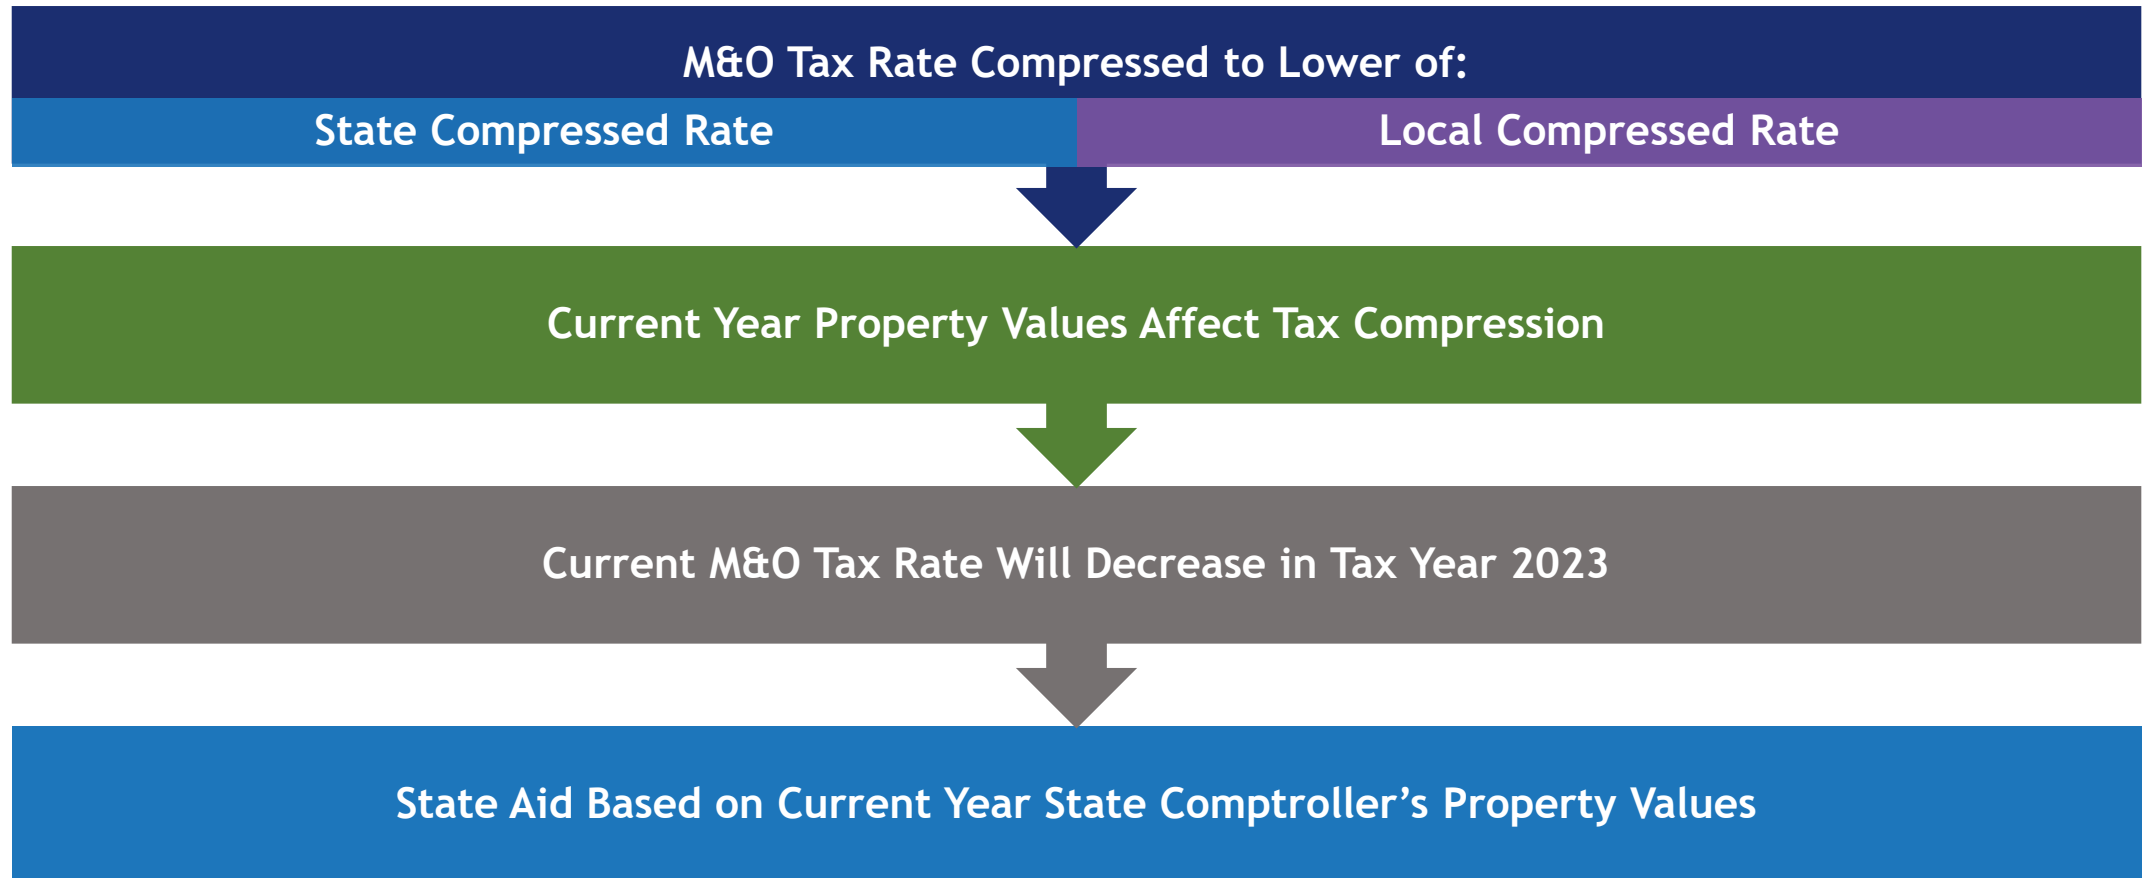 M&O Tax Rate Compressed to Lower of:
State Compressed Rate
Local Compressed Rate
Current Year Property Values Affect Tax Compression
Current M&O Tax Rate Will Decrease in Tax Year 2023
State Aid Based on Current Year State Comptroller’s Property Values